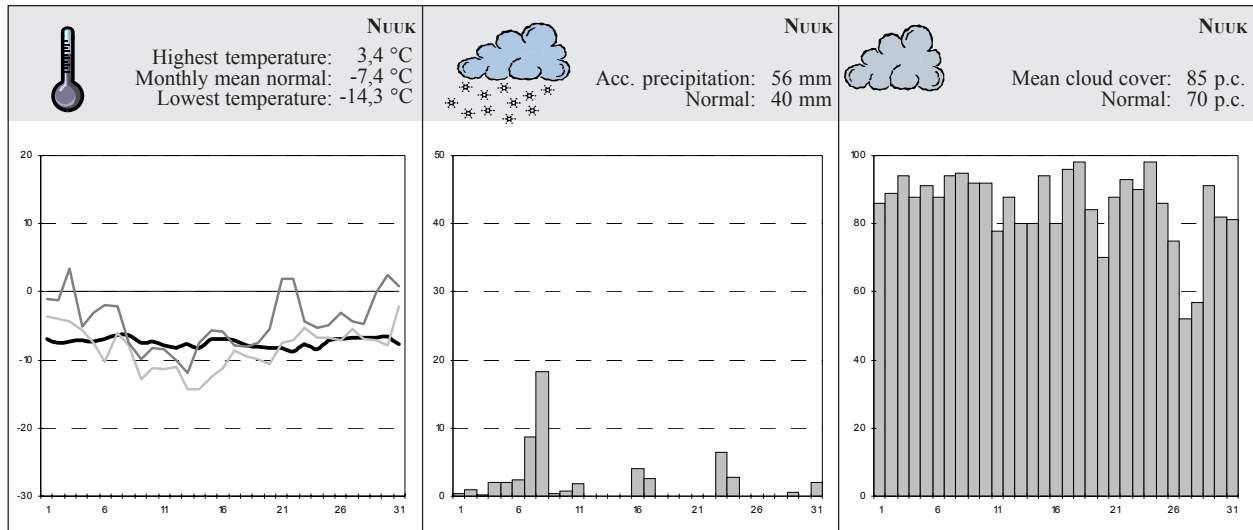 NUUK
Highest temperature: 3,4 °C
Monthly mean normal: -7,4 °C
Lowest temperature: -14,3 °C
20
10
0
-10
-20
-30
1 6 11 16 21 26 31
NUUK
Acc. precipitation: 56 mm
Normal: 40 mm
50
40
30
20
10
0
1 6 11 16 21 26 31
NUUK
Mean cloud cover: 85 p.c.
Normal: 70 p.c.
100
80
60
40
20
0
1 6 11 16 21 26 31